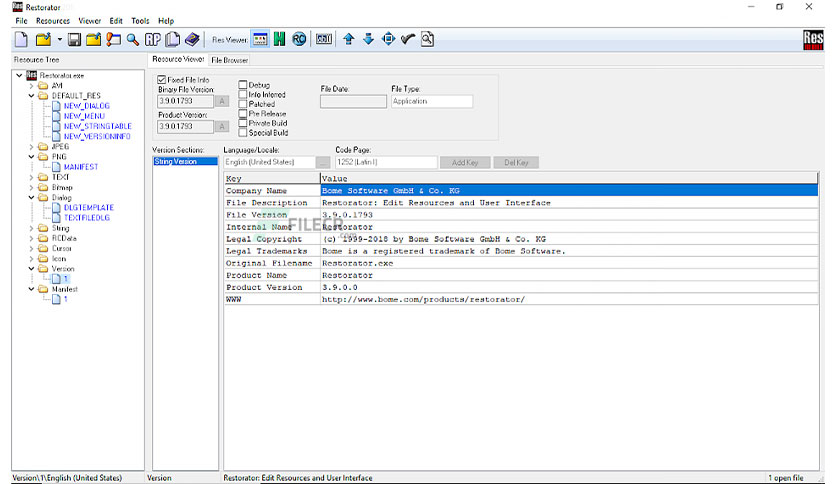 Restorator
File Resources Viewer Edit Tools Help
RP
Res Viewer:
RC
Res
Resource Tree
Resource Viewer File Browser
Res Restorator.exe
AVI
DEFAULT_RES
NEW_DIALOG
NEW_MENU
NEW_STRINGTABLE
NEW_VERSIONINFO
JPEG
PNG
MANIFEST
TEXT
Bitmap
Dialog
DLGTEMPLATE
TEXTFILEDLG
String
RCData
Cursor
Icon
Version
1
Manifest
1
Fixed File Info
Binary File Version:
3.9.0.1793 A
Product Version:
3.9.0.1793 A
Debug
Info Inferred
Patched
Pre Release
Private Build
Special Build
File Date:
File Type:
Application
Version Sections:
String Version
Language/Locale:
English (United States) ...
Code Page:
1252 (Latin I)
Add Key Del Key
Key Value
Company Name Bome Software GmbH & Co. KG
File Description Restorator: Edit Resources and User Interface
File Version 3.9.0.1793
Internal Name Restorator
Legal Copyright (c) 1999-2018 by Bome Software GmbH & Co. KG
Legal Trademarks Bome is a registered trademark of Bome Software.
Original Filename Restorator.exe
Product Name Restorator
Product Version 3.9.0.0
WWW http://www.bome.com/products/restorator/
FILECR
.com
Version\1\English (United States) Version Restorator: Edit Resources and User Interface 1 open file